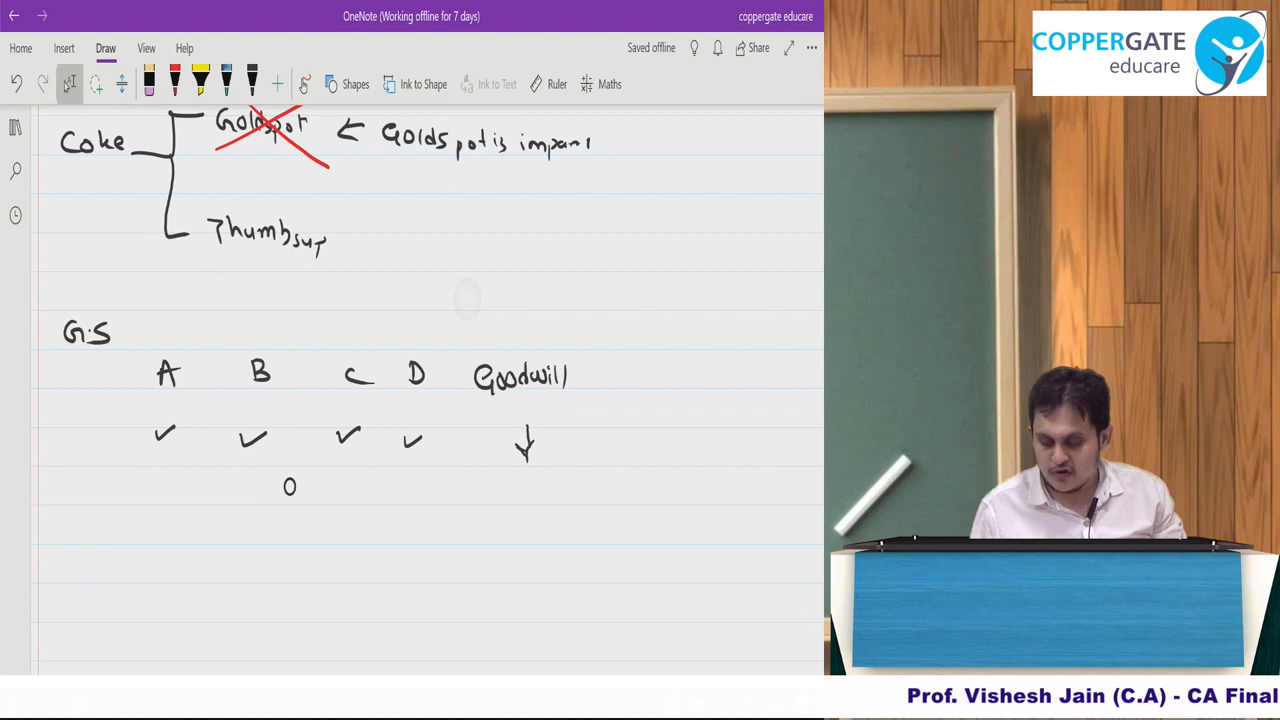 OneNote (Working offline for 7 days)
coppergate educare
Home Insert Draw View Help
Saved offline
Share
Shapes
Ink to Shape
Ink to Text
Ruler
Maths
COPPERGATE
educare
Coke
Goldspot
Goldspot is impart
Thumbsup
G.S
A B C D Goodwill
0
Prof. Vishesh Jain (C.A) - CA Final